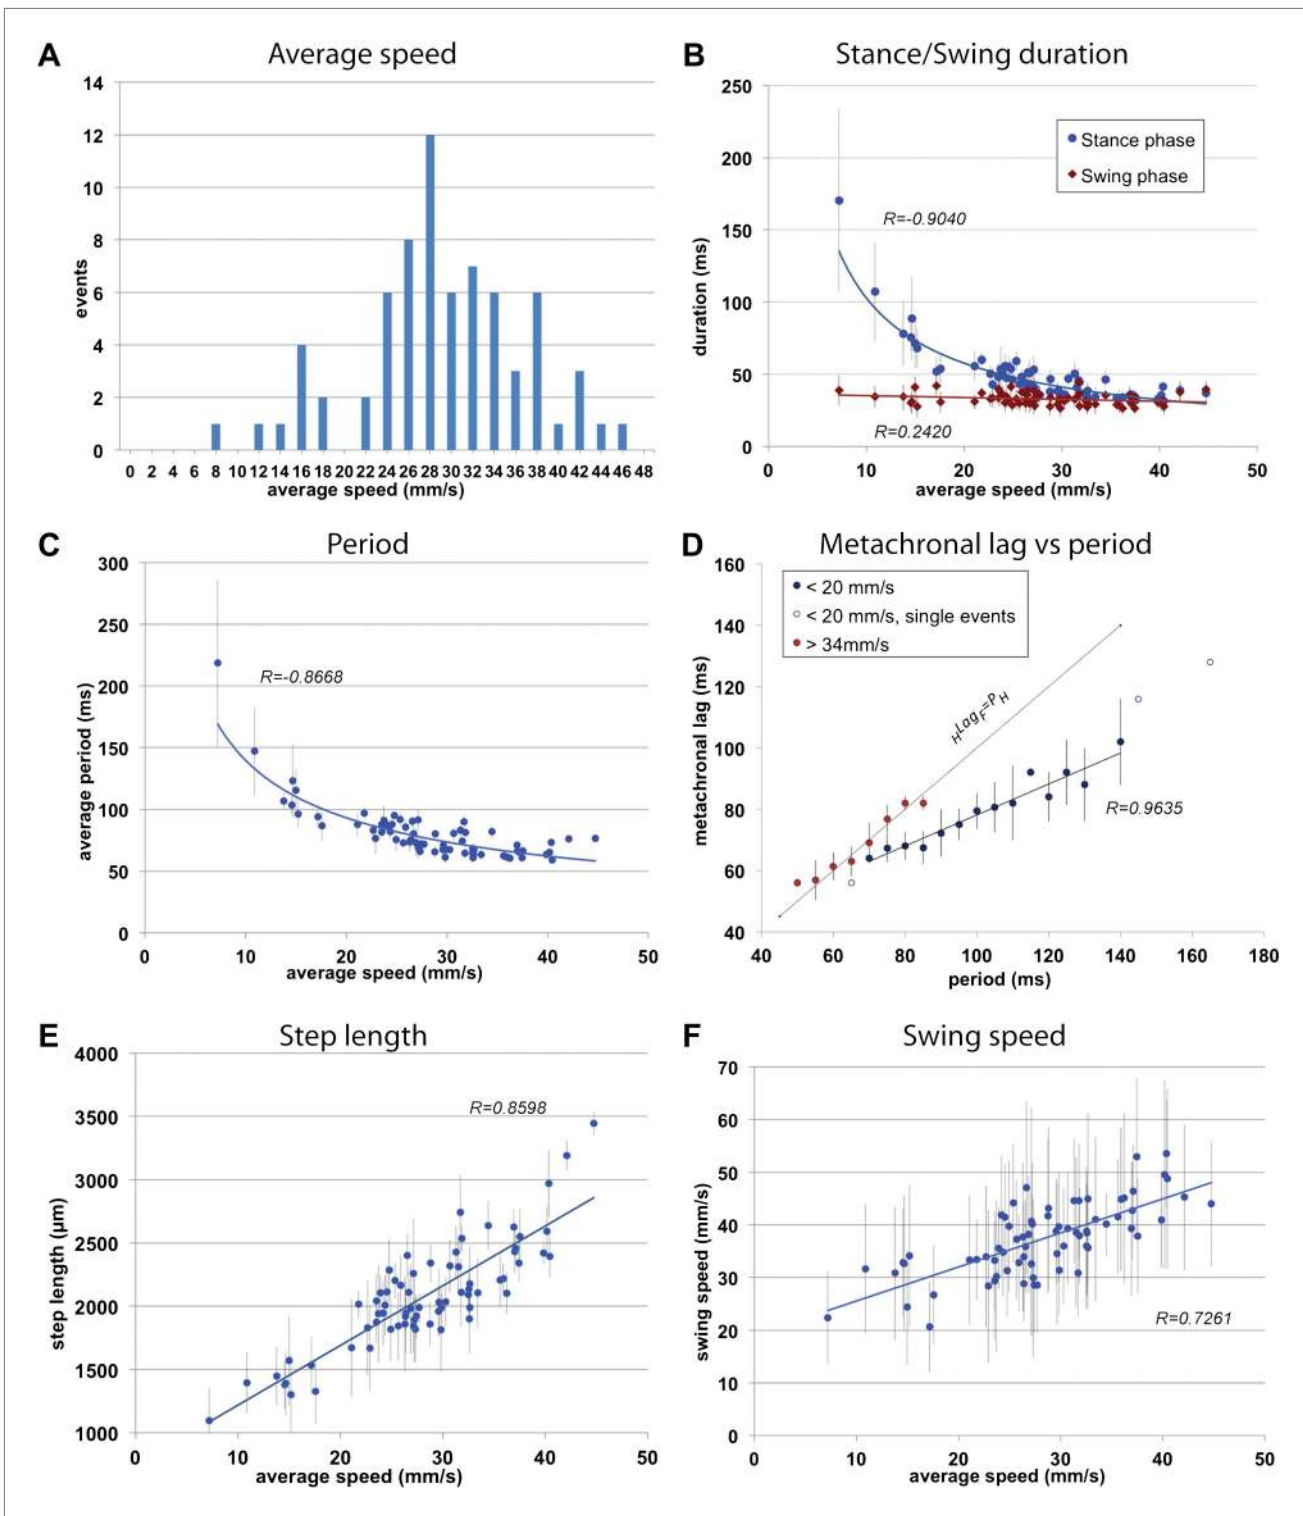 A Average speed
14
12
10
8
6
4
2
0
events
0 2 4 6 8 10 12 14 16 18 20 22 24 26 28 30 32 34 36 38 40 42 44 46 48
average speed (mm/s)
B Stance/Swing duration
250
200
150
100
50
0
duration (ms)
Stance phase
Swing phase
R=-0.9040
R=0.2420
0 10 20 30 40 50
average speed (mm/s)
C Period
300
250
200
150
100
50
0
average period (ms)
R=-0.8668
0 10 20 30 40 50
average speed (mm/s)
D Metachronal lag vs period
160
140
120
100
80
60
40
metachronal lag (ms)
< 20 mm/s
< 20 mm/s, single events
> 34mm/s
HLagF=PH
R=0.9635
40 60 80 100 120 140 160 180
period (ms)
E Step length
4000
3500
3000
2500
2000
1500
1000
step length (µm)
R=0.8598
0 10 20 30 40 50
average speed (mm/s)
F Swing speed
70
60
50
40
30
20
10
0
swing speed (mm/s)
R=0.7261
0 10 20 30 40 50
average speed (mm/s)